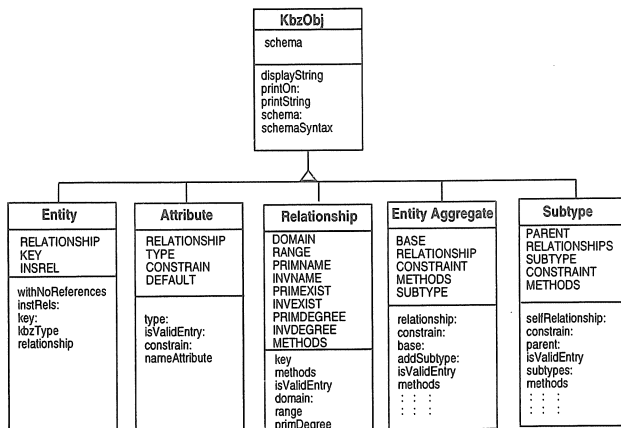 KbzObj
schema
displayString
printOn:
printString
schema:
schemaSyntax
Entity
RELATIONSHIP
KEY
INSREL
withNoReferences
instRels:
key:
kbzType
relationship
Attribute
RELATIONSHIP
TYPE
CONSTRAIN
DEFAULT
type:
isValidEntry:
constrain:
nameAttribute
Relationship
DOMAIN
RANGE
PRIMNAME
INVNAME
PRIMEXIST
INVEXIST
PRIMDEGREE
INVDEGREE
METHODS
key
methods
isValidEntry
domain:
range
primDegree
Entity Aggregate
BASE
RELATIONSHIP
CONSTRAINT
METHODS
SUBTYPE
relationship:
constrain:
base:
addSubtype:
isValidEntry
methods
: : :
: : :
Subtype
PARENT
RELATIONSHIPS
SUBTYPE
CONSTRAINT
METHODS
selfRelationship:
constrain:
parent:
isValidEntry
subtypes:
methods
: : :
: : :